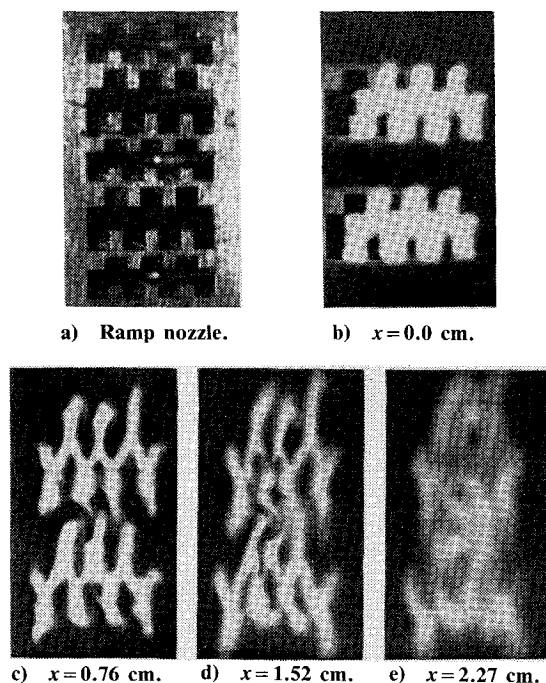 a) Ramp nozzle.
b) x=0.0 cm.
c) x=0.76 cm.
d) x=1.52 cm.
e) x=2.27 cm.